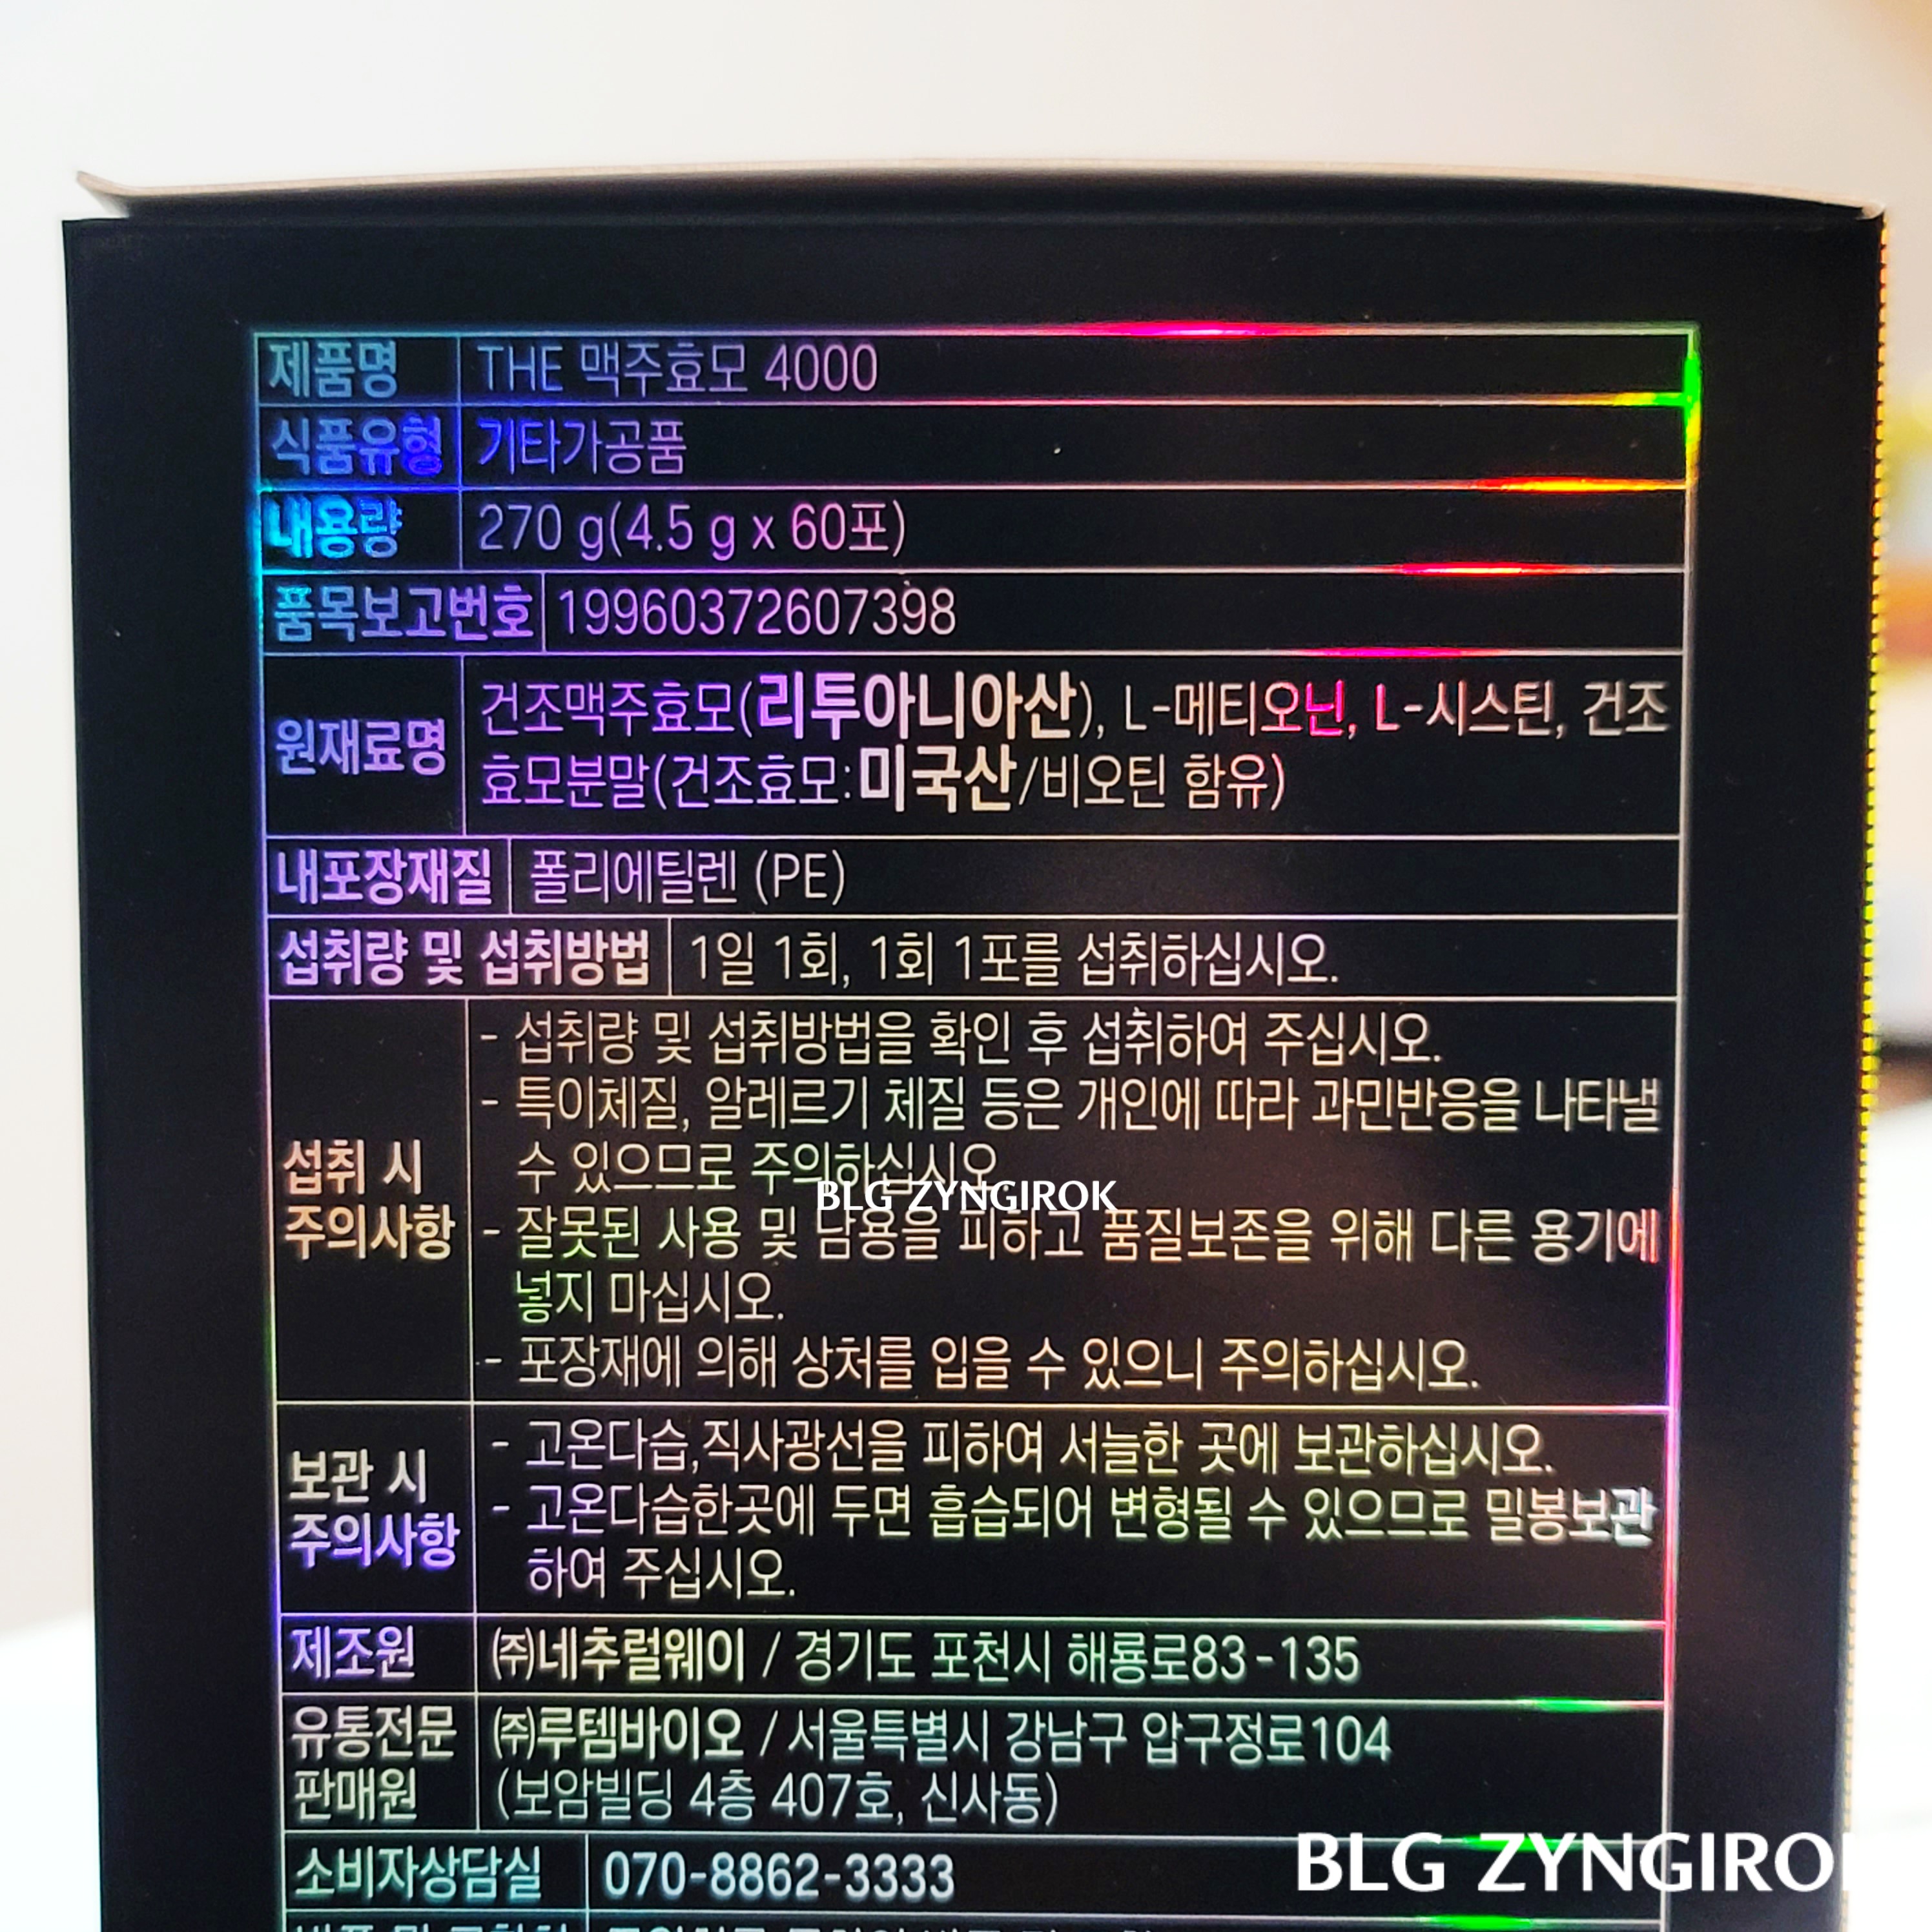 제품명 THE 맥주효모 4000
식품유형 기타가공품
내용량 270 g(4.5 g x 60포)
품목보고번호 19960372607398
원재료명 건조맥주효모(리투아니아산), L-메티오닌, L-시스틴, 건조
효모분말(건조효모:미국산/비오틴 함유)
내포장재질 폴리에틸렌 (PE)
섭취량 및 섭취방법 1일 1회, 1회 1포를 섭취하십시오.
섭취 시
주의사항
- 섭취량 및 섭취방법을 확인 후 섭취하여 주십시오.
- 특이체질, 알레르기 체질 등은 개인에 따라 과민반응을 나타낼
수 있으므로 주의하십시오.
BLG ZYNGIROK
- 잘못된 사용 및 남용을 피하고 품질보존을 위해 다른 용기에
넣지 마십시오.
- 포장재에 의해 상처를 입을 수 있으니 주의하십시오.
보관 시
주의사항
- 고온다습,직사광선을 피하여 서늘한 곳에 보관하십시오.
- 고온다습한곳에 두면 흡습되어 변형될 수 있으므로 밀봉보관
하여 주십시오.
제조원 ㈜네추럴웨이 / 경기도 포천시 해룡로83-135
유통전문
판매원
㈜루템바이오 / 서울특별시 강남구 압구정로104
(보암빌딩 4층 407호, 신사동)
소비자상담실 070-8862-3333
BLG ZYNGIRO